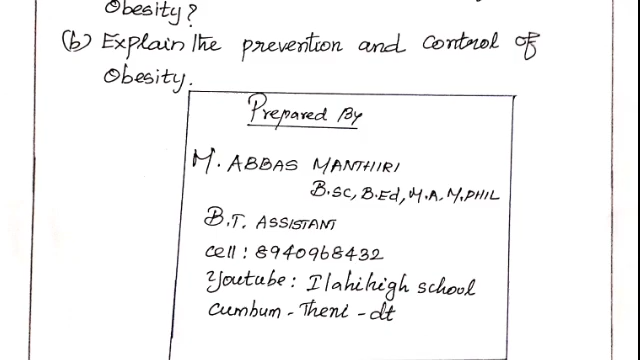 Obesity?
(b) Explain the prevention and control of
Obesity.
Prepared By
M. ABBAS MANTHIRI
B.SC, B.Ed, M.A. M.PHIL
B.T. ASSISTANT
cell : 8940968432
Youtube : Ilahihigh school
cumbum - Theni - dt